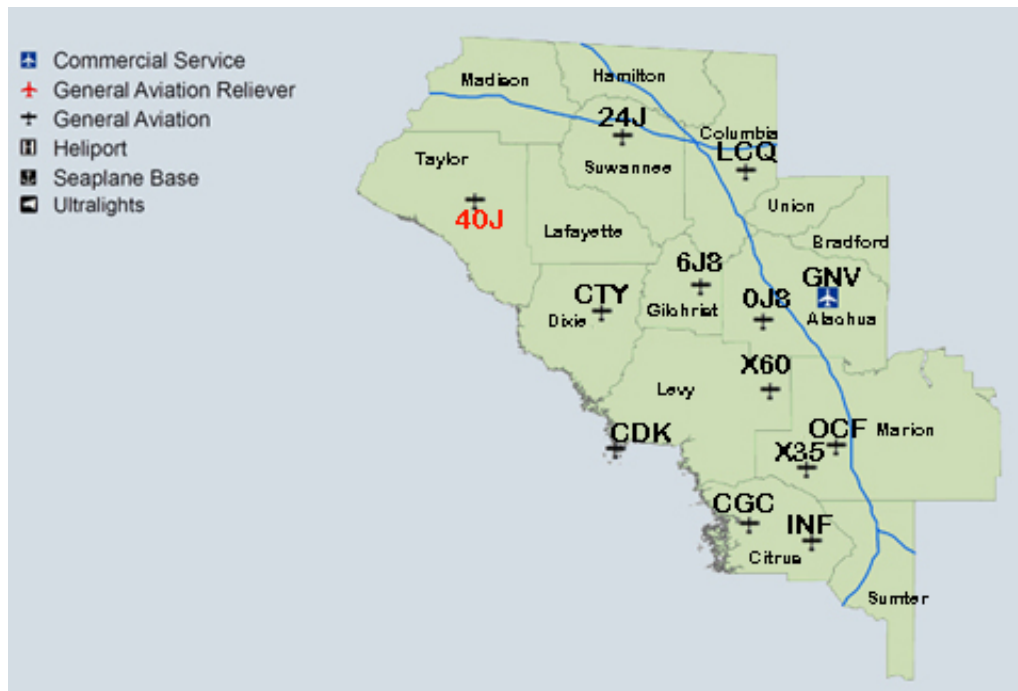 Commercial Service
General Aviation Reliever
General Aviation
Heliport
Seaplane Base
Ultralights
Madison
Hamilton
24J
Columbia
LCQ
Taylor
Suwannee
40J
Union
Lafayette
Bradford
6J8
GNV
CTY
0J8
Gilchrist
Dixie
Alachua
X60
Levy
CDK
OCF
Marion
X35
CGC
INF
Citrus
Sumter